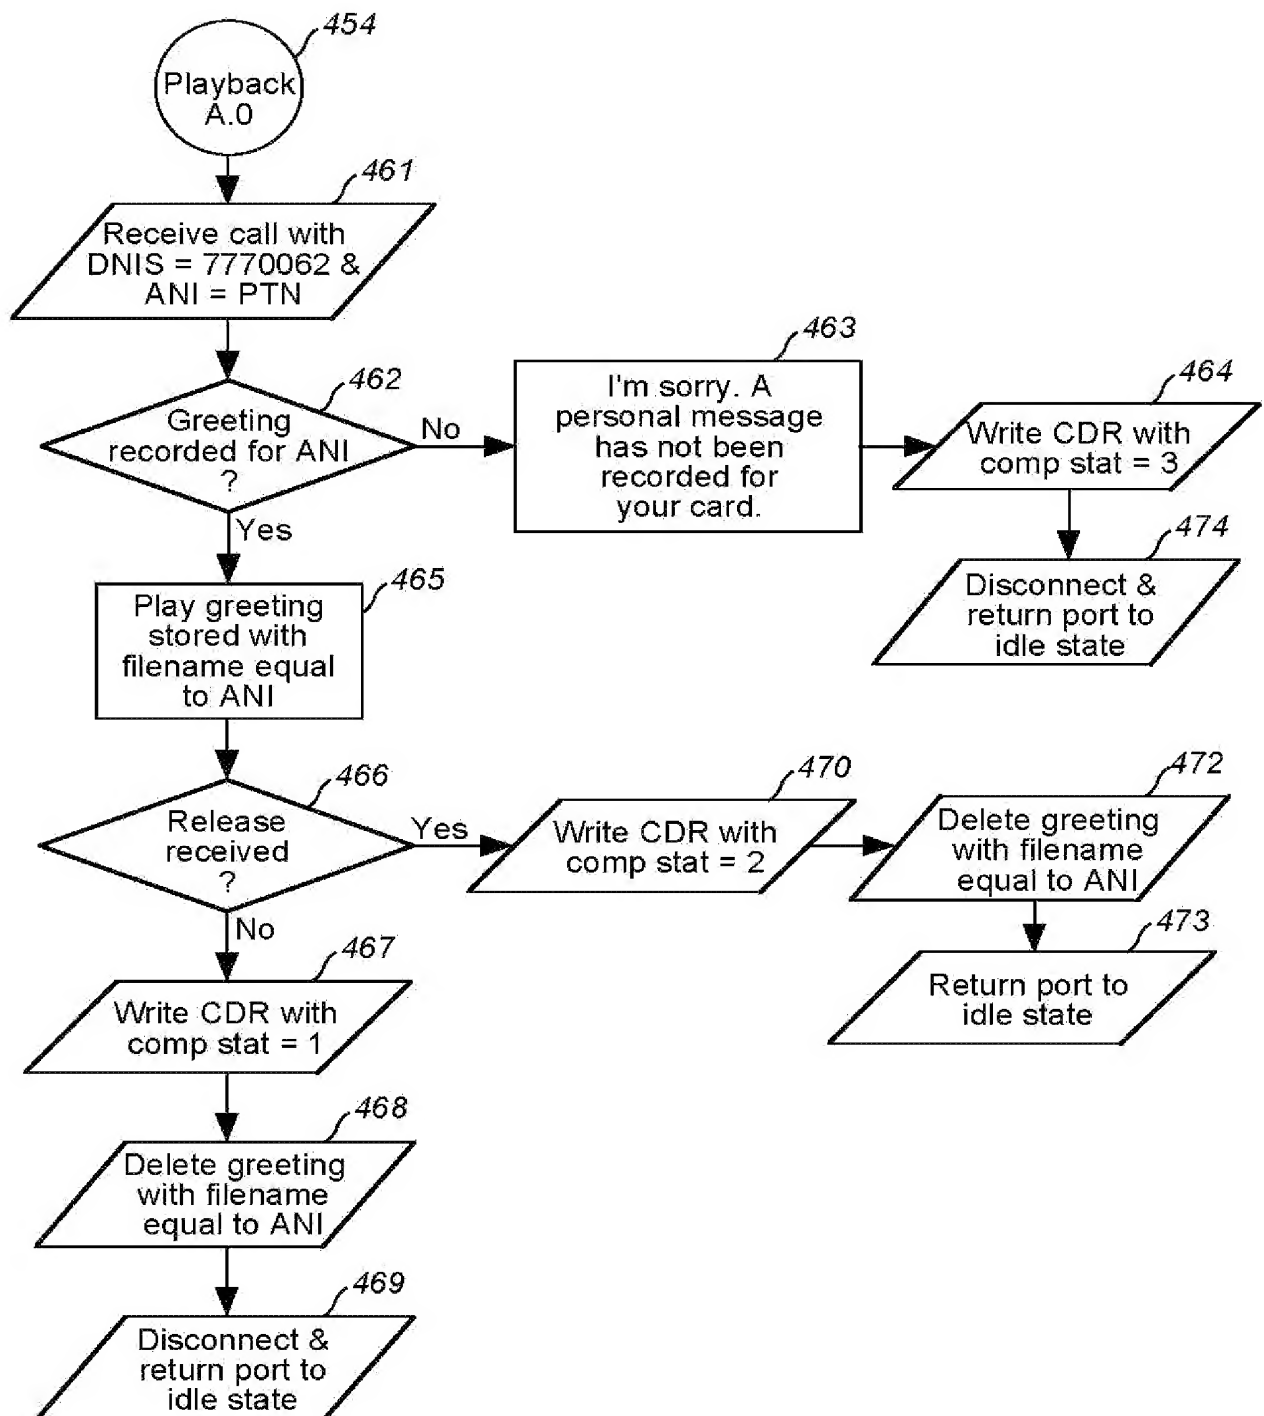 454
Playback
A.0
461
Receive call with
DNIS = 7770062 &
ANI = PTN
462
Greeting
recorded for ANI
?
No
463
I'm sorry. A
personal message
has not been
recorded for
your card.
464
Write CDR with
comp stat = 3
474
Disconnect &
return port to
idle state
Yes
465
Play greeting
stored with
filename equal
to ANI
466
Release
received
?
Yes
470
Write CDR with
comp stat = 2
472
Delete greeting
with filename
equal to ANI
473
Return port to
idle state
No
467
Write CDR with
comp stat = 1
468
Delete greeting
with filename
equal to ANI
469
Disconnect &
return port to
idle state